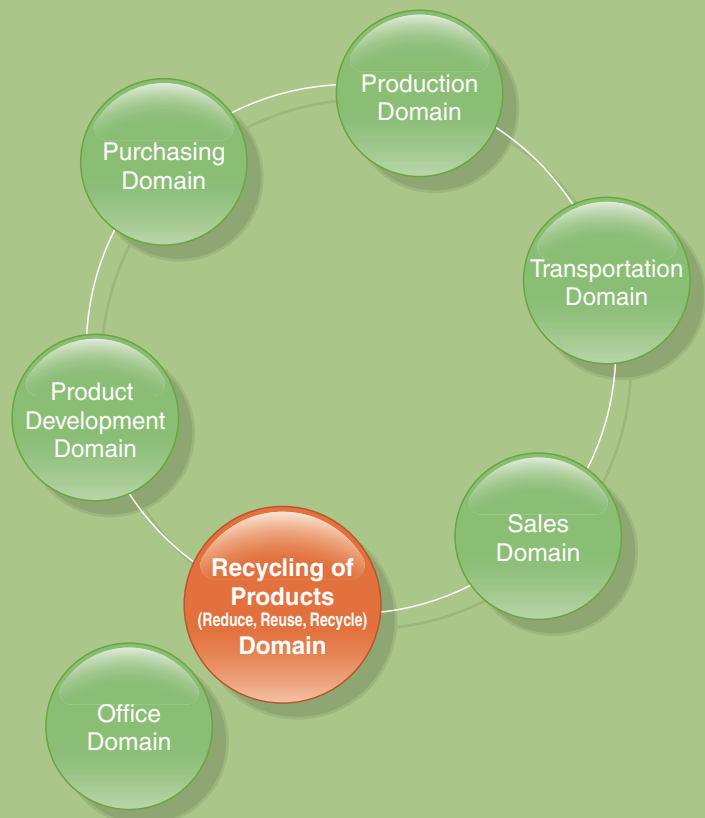 Production
Domain
Purchasing
Domain
Transportation
Domain
Product
Development
Domain
Sales
Domain
Recycling of
Products
(Reduce, Reuse, Recycle)
Domain
Office
Domain